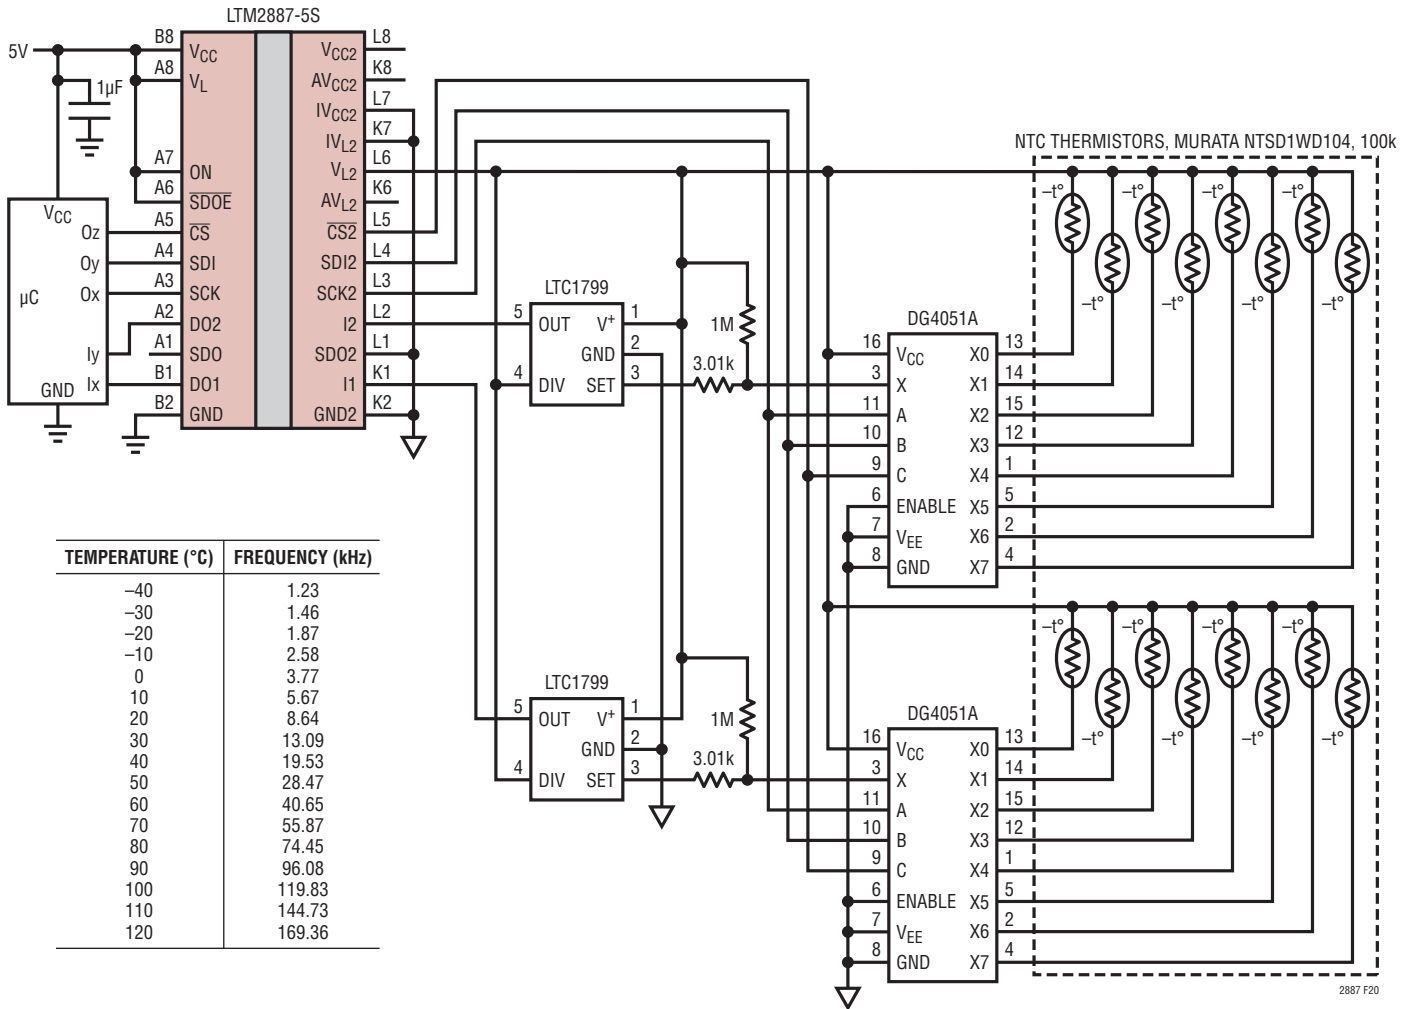 LTM2887-5S
5V
1µF
B8
A8
A7
A6
A5
A4
A3
A2
A1
B1
B2
VCC
VL
ON
SDOE
CS
SDI
SCK
DO2
SDO
DO1
GND
VCC2
AVCC2
IVCC2
IVL2
VL2
AVL2
CS2
SDI2
SCK2
I2
SDO2
I1
GND2
L8
K8
L7
K7
L6
K6
L5
L4
L3
L2
L1
K1
K2
VCC
Oz
Oy
Ox
µC
Iy
Ix
GND
LTC1799
5 OUT V+ 1
GND 2
4 DIV SET 3
1M
3.01k
LTC1799
5 OUT V+ 1
GND 2
4 DIV SET 3
1M
3.01k
NTC THERMISTORS, MURATA NTSD1WD104, 100k
–t° –t° –t° –t°
–t° –t° –t° –t°
DG4051A
16 VCC X0 13
3 X X1 14
11 A X2 15
10 B X3 12
9 C X4 1
6 ENABLE X5 5
7 VEE X6 2
8 GND X7 4
–t° –t° –t° –t°
–t° –t° –t° –t°
DG4051A
16 VCC X0 13
3 X X1 14
11 A X2 15
10 B X3 12
9 C X4 1
6 ENABLE X5 5
7 VEE X6 2
8 GND X7 4
TEMPERATURE (°C) FREQUENCY (kHz)
–40 1.23
–30 1.46
–20 1.87
–10 2.58
0 3.77
10 5.67
20 8.64
30 13.09
40 19.53
50 28.47
60 40.65
70 55.87
80 74.45
90 96.08
100 119.83
110 144.73
120 169.36
2887 F20